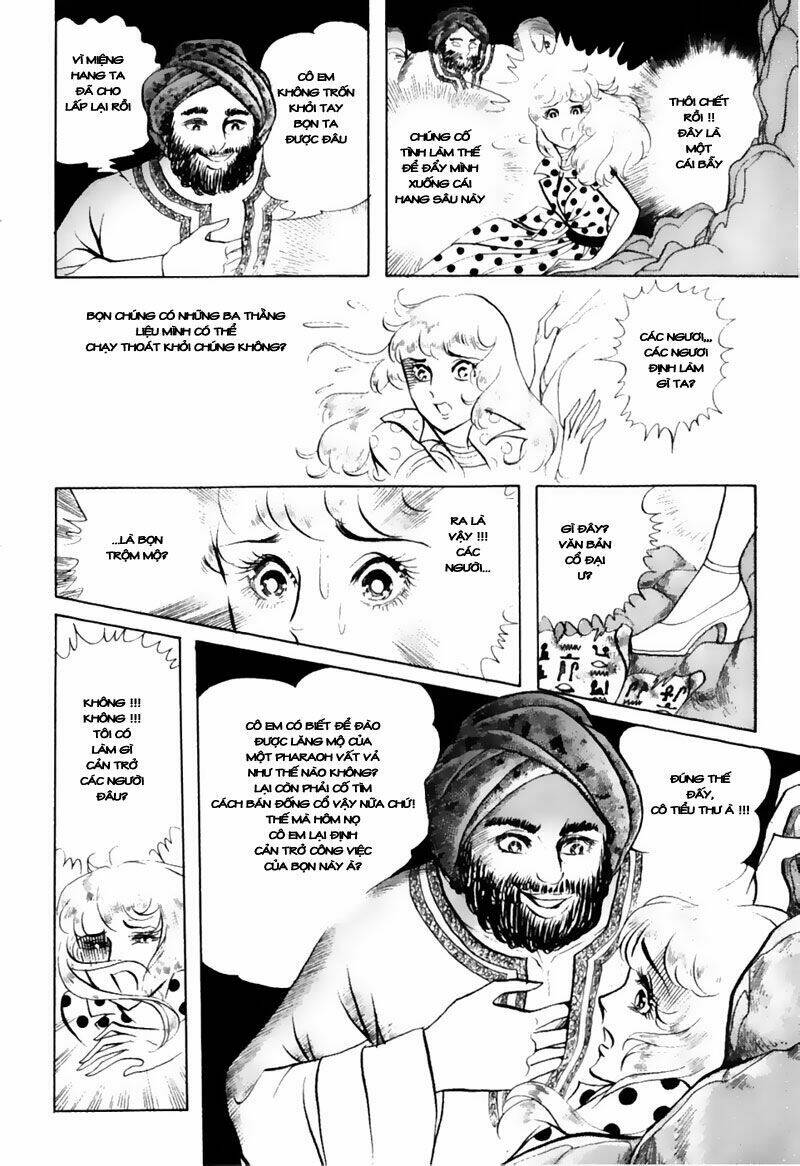 THÔI CHẾT
RỒI !!
ĐÂY LÀ
MỘT
CÁI BẪY
CHÚNG CỐ
TÌNH LÀM THẾ
ĐỂ ĐẨY MÌNH
XUỐNG CÁI
HANG SÂU NÀY
CÔ EM
KHÔNG TRỐN
KHỎI TAY
BỌN TA
ĐƯỢC ĐÂU
VÌ MIỆNG
HANG TA
ĐÃ CHO
LẤP LẠI RỒI
CÁC NGƯƠI,,,
CÁC NGƯƠI
ĐỊNH LÀM
GÌ TA?
BỌN CHÚNG CÓ NHỮNG BA THẰNG
LIỆU MÌNH CÓ THỂ
CHẠY THOÁT KHỎI CHÚNG KHÔNG?
GÌ ĐÂY?
VĂN BẢN
CỔ ĐẠI
Ư?
RA LÀ
VẬY !!!
CÁC
NGƯỜI...
...LÀ BỌN
TRỘM MỘ?
ĐÚNG THẾ
ĐẤY,
CÔ TIỂU THƯ À !!!
CÔ EM CÓ BIẾT ĐỂ ĐÀO
ĐƯỢC LĂNG MỘ CỦA
MỘT PHARAOH VẤT VẢ
NHƯ THẾ NÀO KHÔNG?
LẠI CÒN PHẢI CỐ TÌM
CÁCH BÁN ĐỐNG CỔ VẬT NỮA CHỨ!
THẾ MÀ HÔM NỌ
CÔ EM LẠI ĐỊNH
CẢN TRỞ CÔNG VIỆC
CỦA BỌN NÀY À?
KHÔNG !!!
KHÔNG !!!
TÔI CÓ
LÀM GÌ
CẢN TRỞ
CÁC NGƯỜI
ĐÂU?